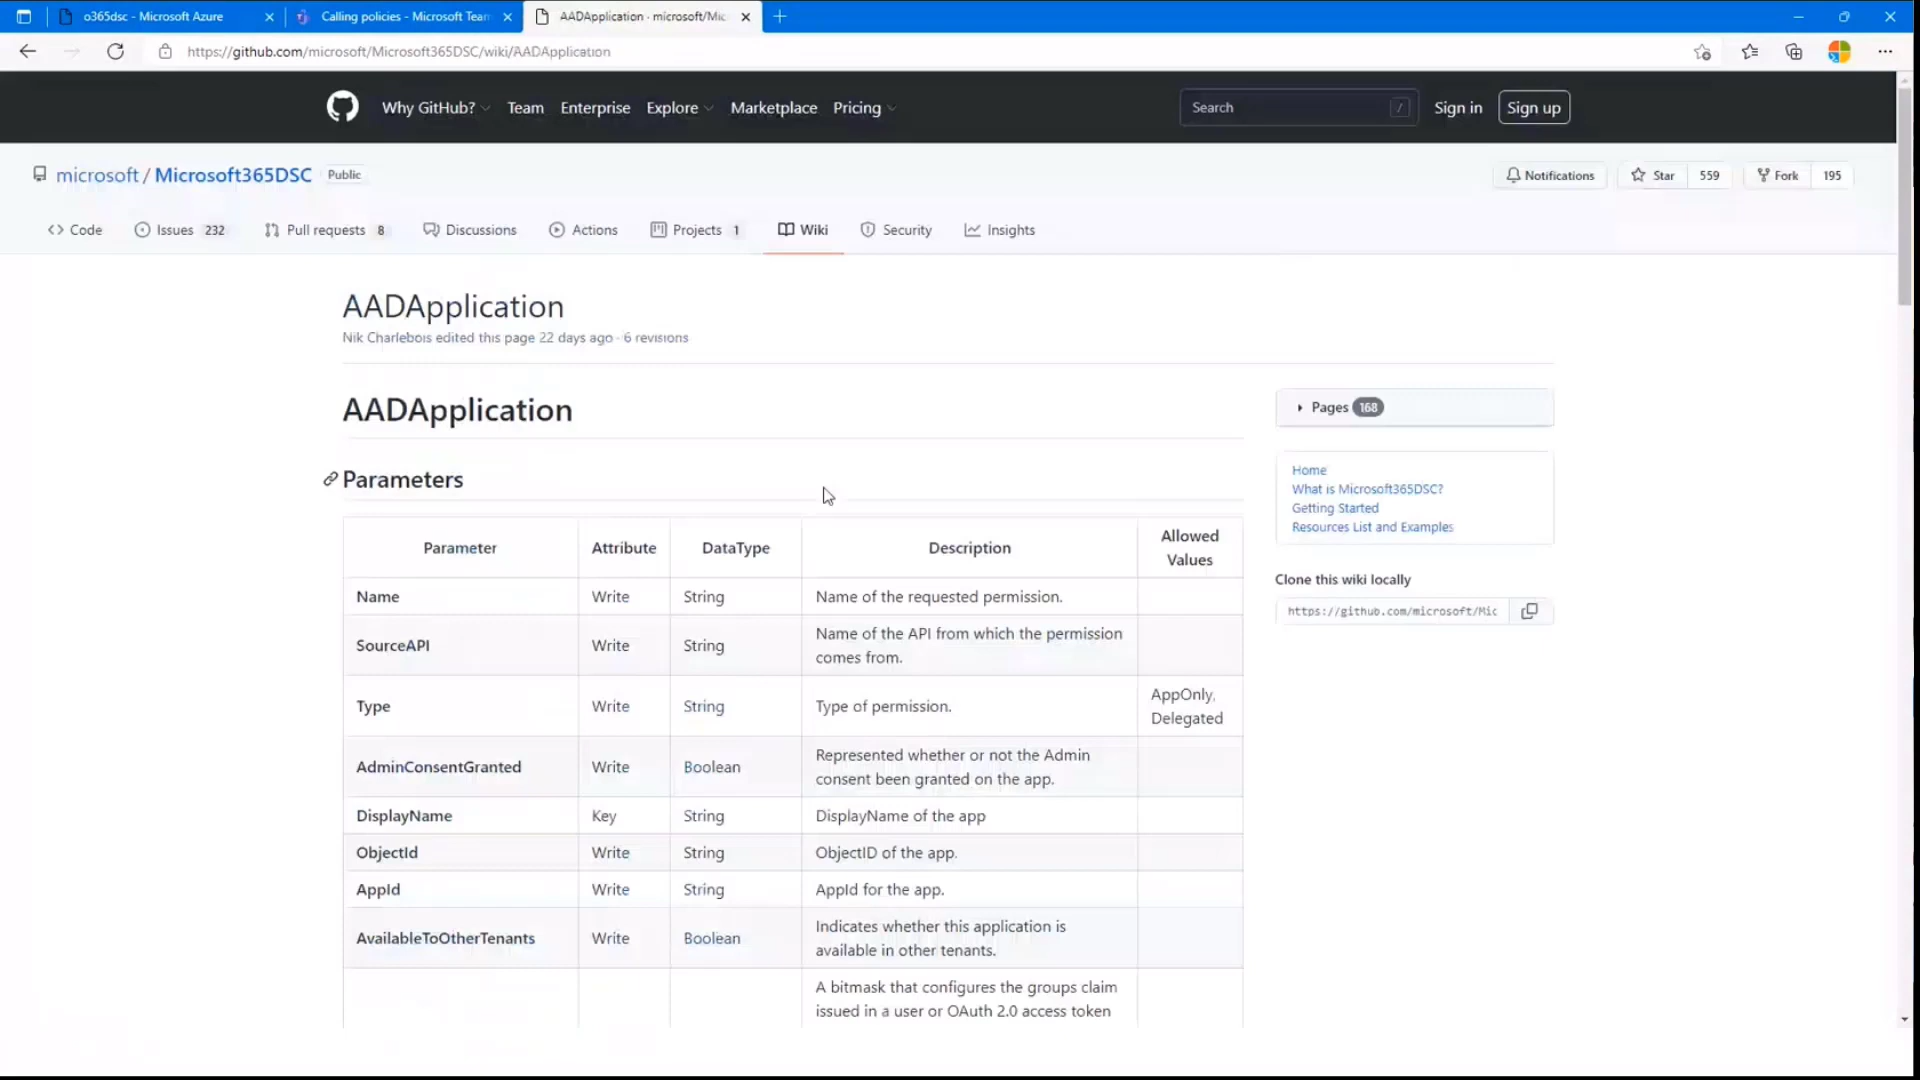 o365dsc - Microsoft Azure
Calling policies - Microsoft Team
AADApplication · microsoft/Mic
https://github.com/microsoft/Microsoft365DSC/wiki/AADApplication
Why GitHub? Team Enterprise Explore Marketplace Pricing
Search /
Sign in Sign up
microsoft / Microsoft365DSC Public
Notifications Star 559 Fork 195
Code Issues 232 Pull requests 8 Discussions Actions Projects 1 Wiki Security Insights
AADApplication
Nik Charlebois edited this page 22 days ago · 6 revisions
AADApplication
Parameters
Parameter Attribute DataType Description Allowed Values
Name Write String Name of the requested permission.
SourceAPI Write String Name of the API from which the permission
comes from.
Type Write String Type of permission. AppOnly,
Delegated
AdminConsentGranted Write Boolean Represented whether or not the Admin
consent been granted on the app.
DisplayName Key String DisplayName of the app
ObjectId Write String ObjectID of the app.
AppId Write String AppId for the app.
AvailableToOtherTenants Write Boolean Indicates whether this application is
available in other tenants.
A bitmask that configures the groups claim
issued in a user or OAuth 2.0 access token
Pages 168
Home
What is Microsoft365DSC?
Getting Started
Resources List and Examples
Clone this wiki locally
https://github.com/microsoft/Mic